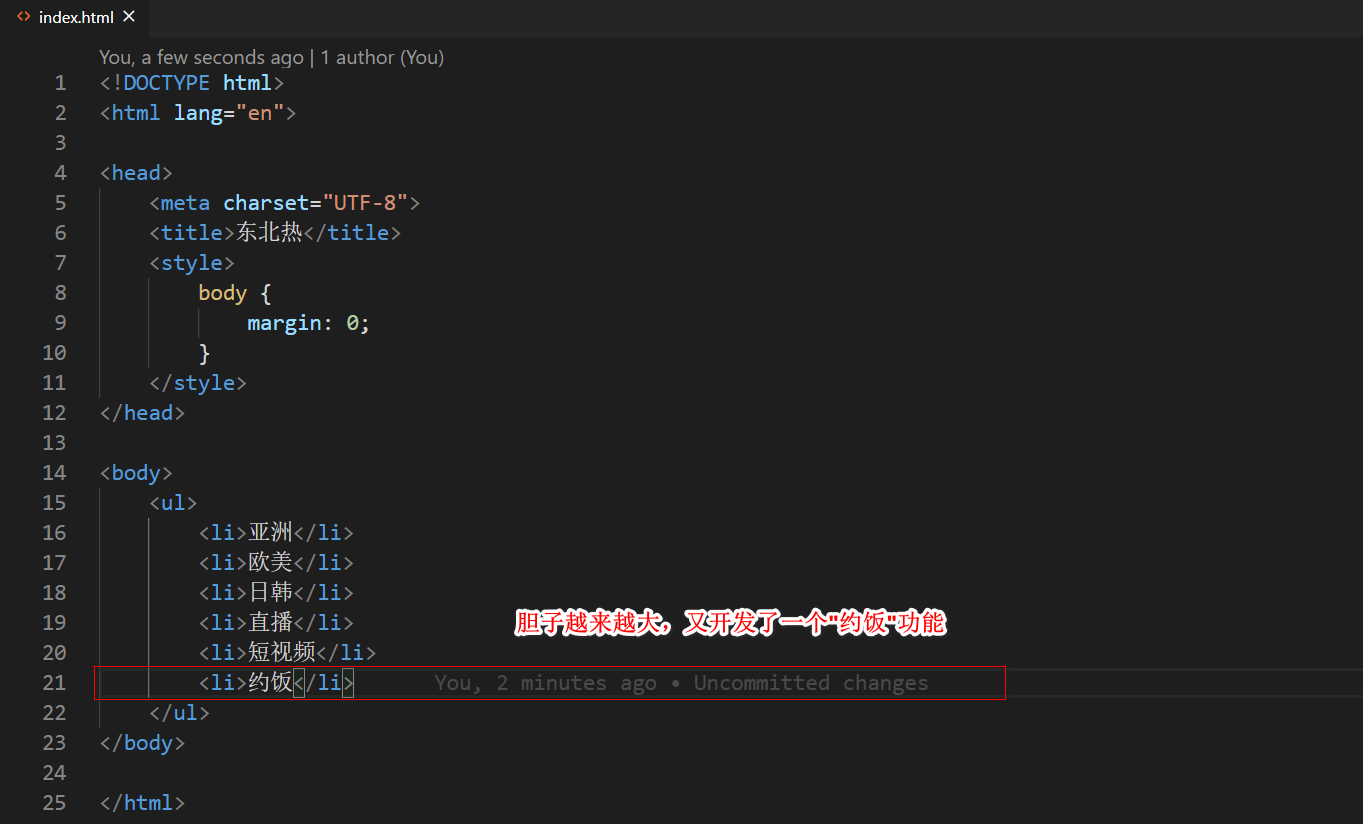 index.html
You, a few seconds ago | 1 author (You)
1 <!DOCTYPE html>
2 <html lang="en">
3
4 <head>
5 <meta charset="UTF-8">
6 <title>东北热</title>
7 <style>
8 body {
9 margin: 0;
10 }
11 </style>
12 </head>
13
14 <body>
15 <ul>
16 <li>亚洲</li>
17 <li>欧美</li>
18 <li>日韩</li>
19 <li>直播</li>
胆子越来越大，又开发了一个"约饭"功能
20 <li>短视频</li>
21 <li>约饭</li> You, 2 minutes ago • Uncommitted changes
22 </ul>
23 </body>
24
25 </html>